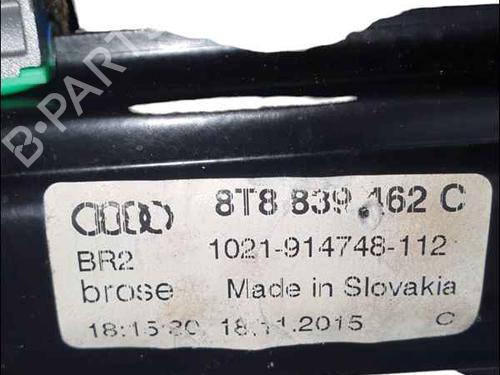 B-PARTS
8T8 839 462 C
BR2 1021-914748-112
brose Made in Slovakia
18:15:20 18.11.2015 C